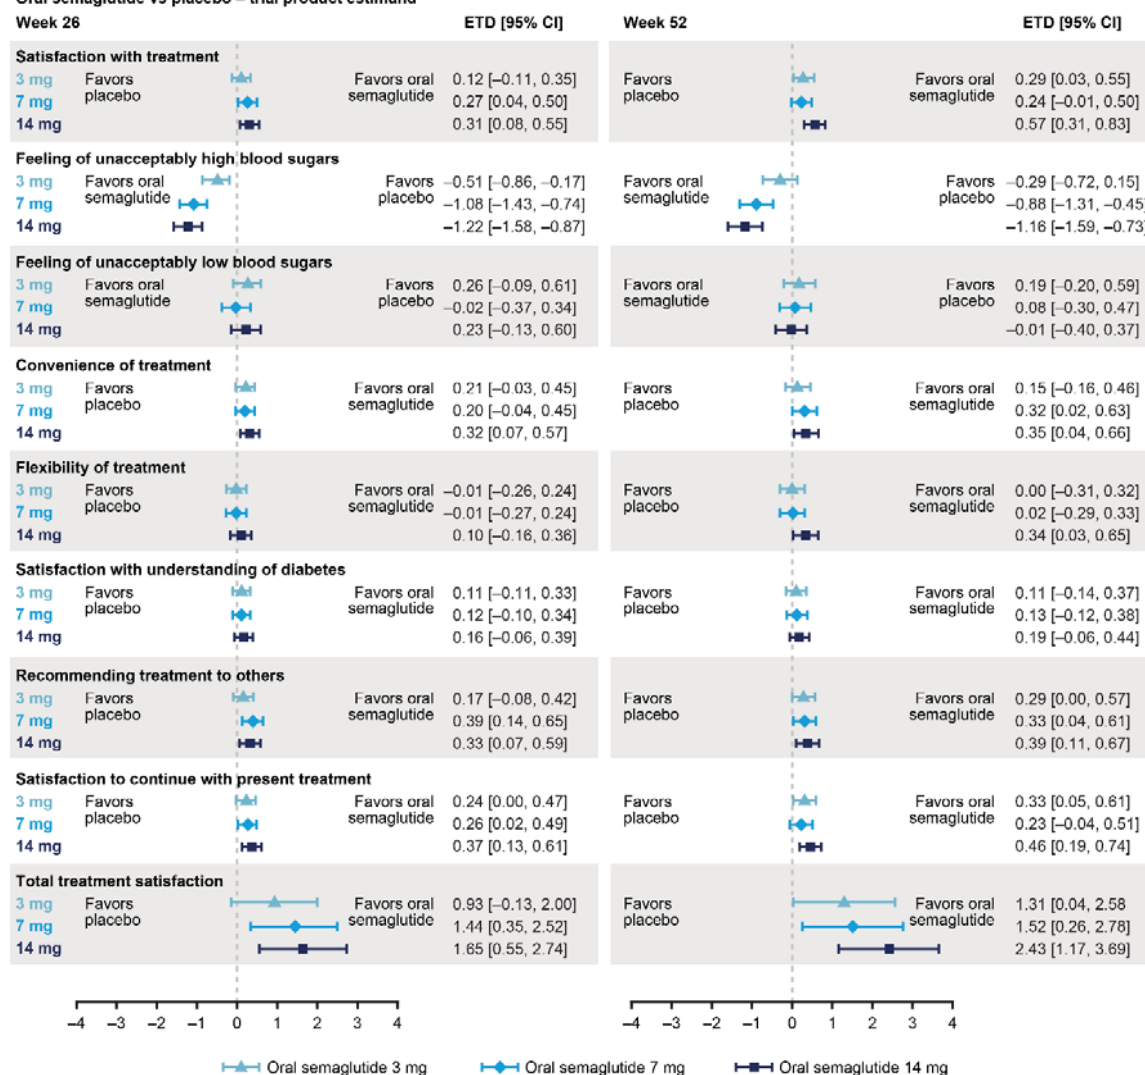 Oral semaglutide vs placebo – trial product estimand
Week 26 ETD [95% CI]
Satisfaction with treatment
3 mg Favors placebo Favors oral semaglutide 0.12 [–0.11, 0.35]
7 mg 0.27 [0.04, 0.50]
14 mg 0.31 [0.08, 0.55]
Feeling of unacceptably high blood sugars
3 mg Favors oral semaglutide Favors placebo –0.51 [–0.86, –0.17]
7 mg –1.08 [–1.43, –0.74]
14 mg –1.22 [–1.58, –0.87]
Feeling of unacceptably low blood sugars
3 mg Favors oral semaglutide Favors placebo 0.26 [–0.09, 0.61]
7 mg –0.02 [–0.37, 0.34]
14 mg 0.23 [–0.13, 0.60]
Convenience of treatment
3 mg Favors placebo Favors oral semaglutide 0.21 [–0.03, 0.45]
7 mg 0.20 [–0.04, 0.45]
14 mg 0.32 [0.07, 0.57]
Flexibility of treatment
3 mg Favors placebo Favors oral semaglutide –0.01 [–0.26, 0.24]
7 mg –0.01 [–0.27, 0.24]
14 mg 0.10 [–0.16, 0.36]
Satisfaction with understanding of diabetes
3 mg Favors placebo Favors oral semaglutide 0.11 [–0.11, 0.33]
7 mg 0.12 [–0.10, 0.34]
14 mg 0.16 [–0.06, 0.39]
Recommending treatment to others
3 mg Favors placebo Favors oral semaglutide 0.17 [–0.08, 0.42]
7 mg 0.39 [0.14, 0.65]
14 mg 0.33 [0.07, 0.59]
Satisfaction to continue with present treatment
3 mg Favors placebo Favors oral semaglutide 0.24 [0.00, 0.47]
7 mg 0.26 [0.02, 0.49]
14 mg 0.37 [0.13, 0.61]
Total treatment satisfaction
3 mg Favors placebo Favors oral semaglutide 0.93 [–0.13, 2.00]
7 mg 1.44 [0.35, 2.52]
14 mg 1.65 [0.55, 2.74]
–4 –3 –2 –1 0 1 2 3 4
Week 52 ETD [95% CI]
Favors placebo Favors oral semaglutide 0.29 [0.03, 0.55]
0.24 [–0.01, 0.50]
0.57 [0.31, 0.83]
Favors oral semaglutide Favors placebo –0.29 [–0.72, 0.15]
–0.88 [–1.31, –0.45]
–1.16 [–1.59, –0.73]
Favors oral semaglutide Favors placebo 0.19 [–0.20, 0.59]
0.08 [–0.30, 0.47]
–0.01 [–0.40, 0.37]
Favors placebo Favors oral semaglutide 0.15 [–0.16, 0.46]
0.32 [0.02, 0.63]
0.35 [0.04, 0.66]
Favors placebo Favors oral semaglutide 0.00 [–0.31, 0.32]
0.02 [–0.29, 0.33]
0.34 [0.03, 0.65]
Favors placebo Favors oral semaglutide 0.11 [–0.14, 0.37]
0.13 [–0.12, 0.38]
0.19 [–0.06, 0.44]
Favors placebo Favors oral semaglutide 0.29 [0.00, 0.57]
0.33 [0.04, 0.61]
0.39 [0.11, 0.67]
Favors placebo Favors oral semaglutide 0.33 [0.05, 0.61]
0.23 [–0.04, 0.51]
0.46 [0.19, 0.74]
Favors placebo Favors oral semaglutide 1.31 [0.04, 2.58
1.52 [0.26, 2.78]
2.43 [1.17, 3.69]
–4 –3 –2 –1 0 1 2 3 4
Oral semaglutide 3 mg Oral semaglutide 7 mg Oral semaglutide 14 mg